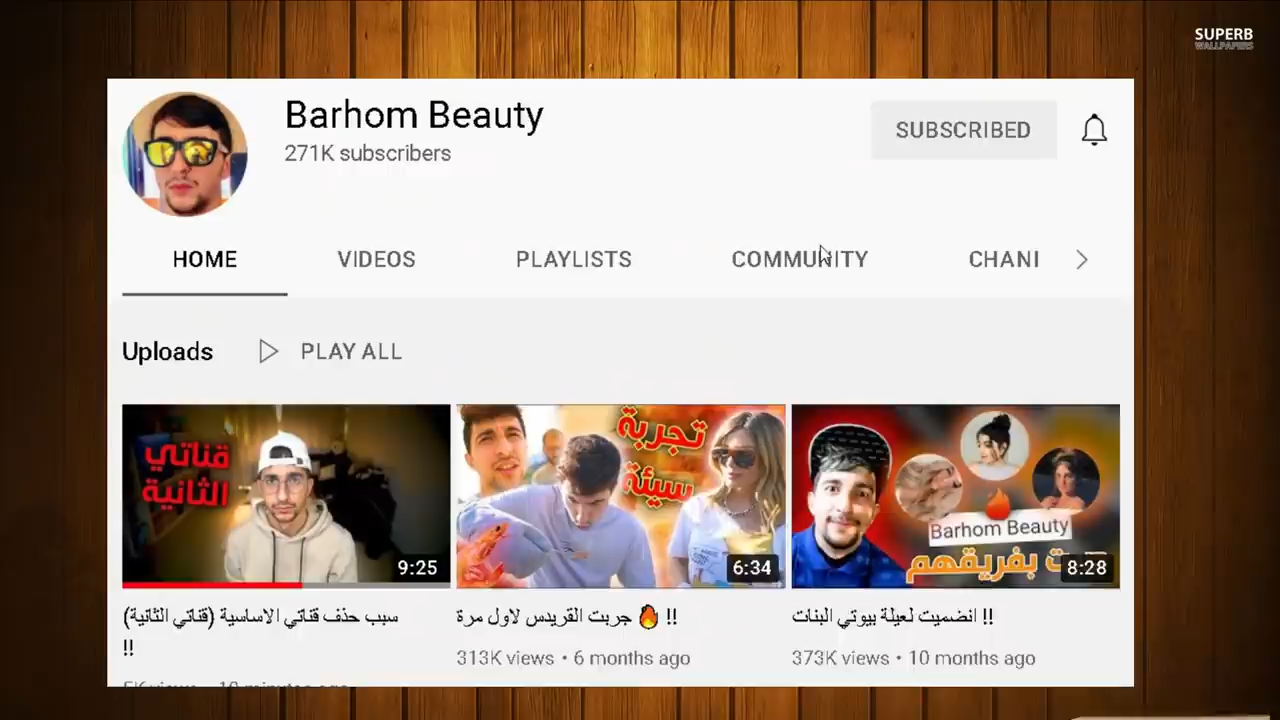 SUPERB
WALLPAPERS
Barhom Beauty
271K subscribers
SUBSCRIBED
HOME
VIDEOS
PLAYLISTS
COMMUNITY
CHANI
Uploads
PLAY ALL
قناتي
الثانية
9:25
تجربة
سيئة
6:34
Barhom Beauty
بفريقهم
8:28
سبب حذف قناتي الاساسية (قناتي الثانية)
!!
جربت القريدس لاول مرة 🔥 !!
313K views • 6 months ago
انضميت لعيلة بيوتي البنات !!
373K views • 10 months ago